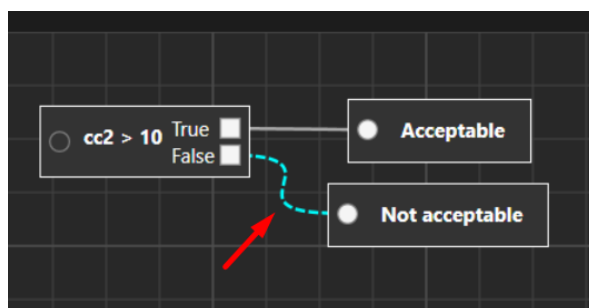 cc2 > 10
True
False
Acceptable
Not acceptable